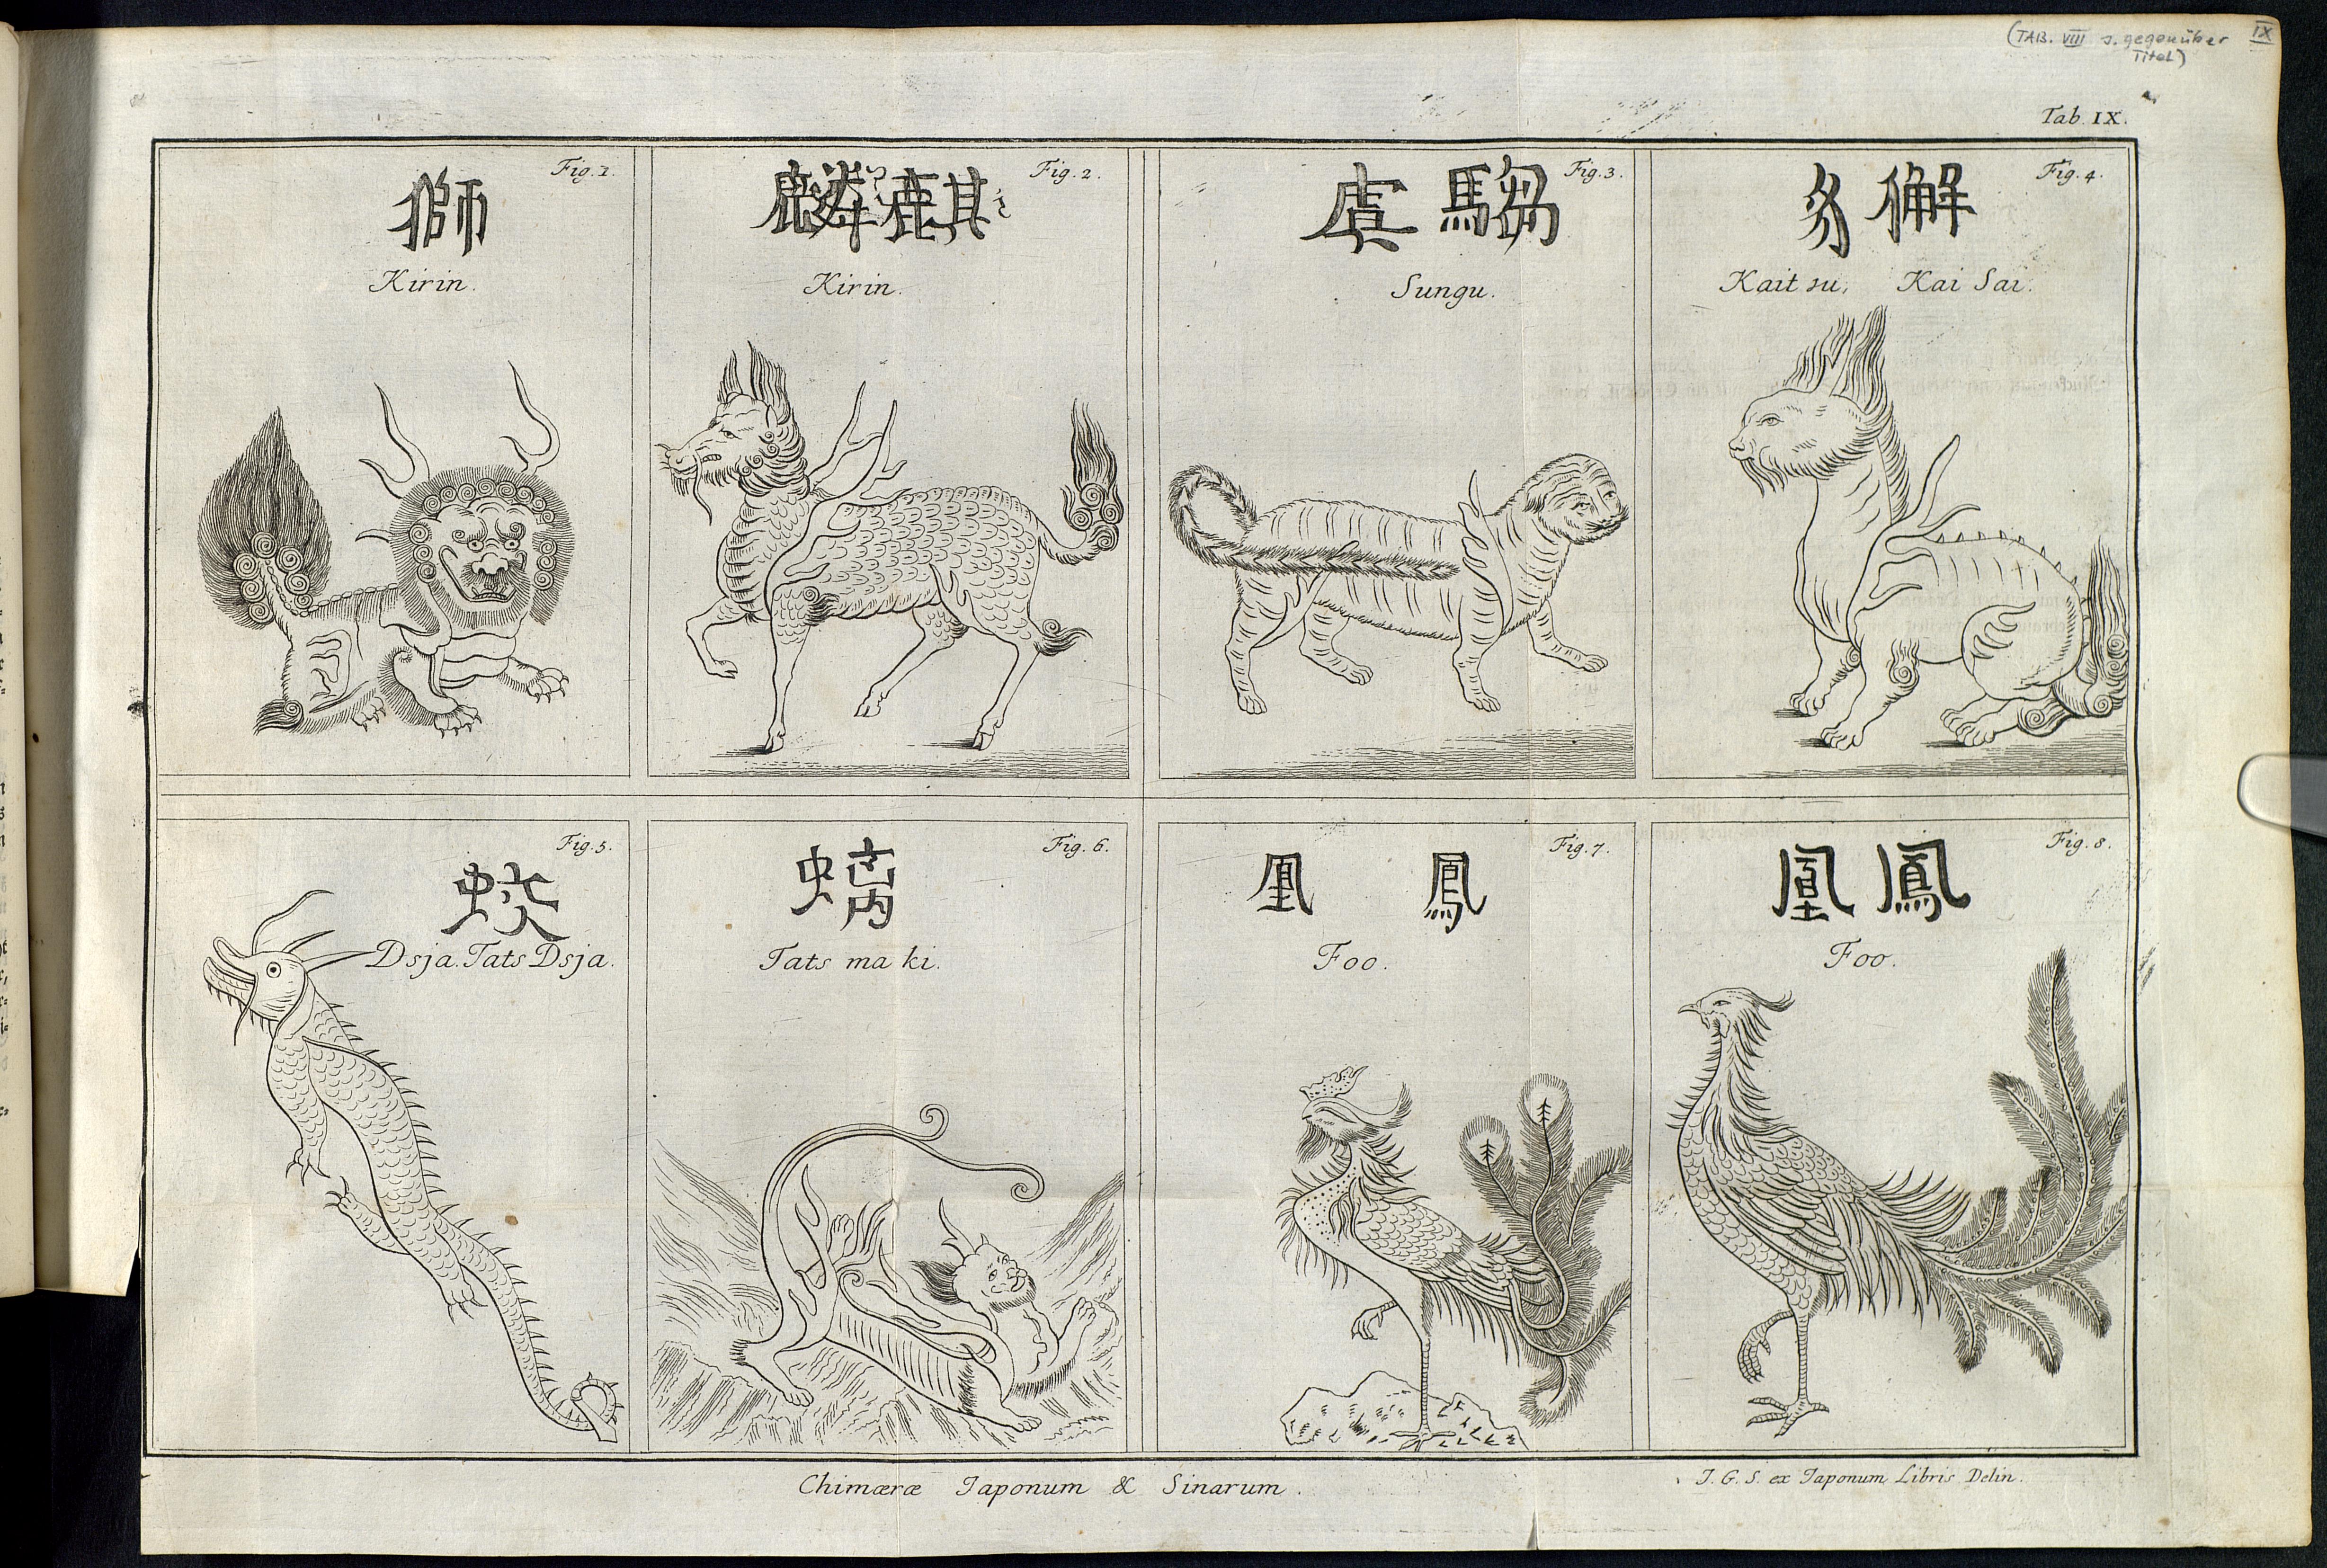 (TAB. VIII s. gegenüber IX
Titel)
Tab. IX.
Fig. 1.
獅
Kirin.
Fig. 2.
麟麒
Kirin.
Fig. 3.
虞騶
Sungu.
Fig. 4.
豸獬
Kaitsu, Kai Sai.
Fig. 5.
蛟
Dsja. Tats Dsja.
Fig. 6.
螭
Tats ma ki.
Fig. 7.
凰 鳳
Foo.
Fig. 8.
凰鳳
Foo.
Chimæræ Japonum & Sinarum.
J. G. S. ex Japonum Libris Delin.